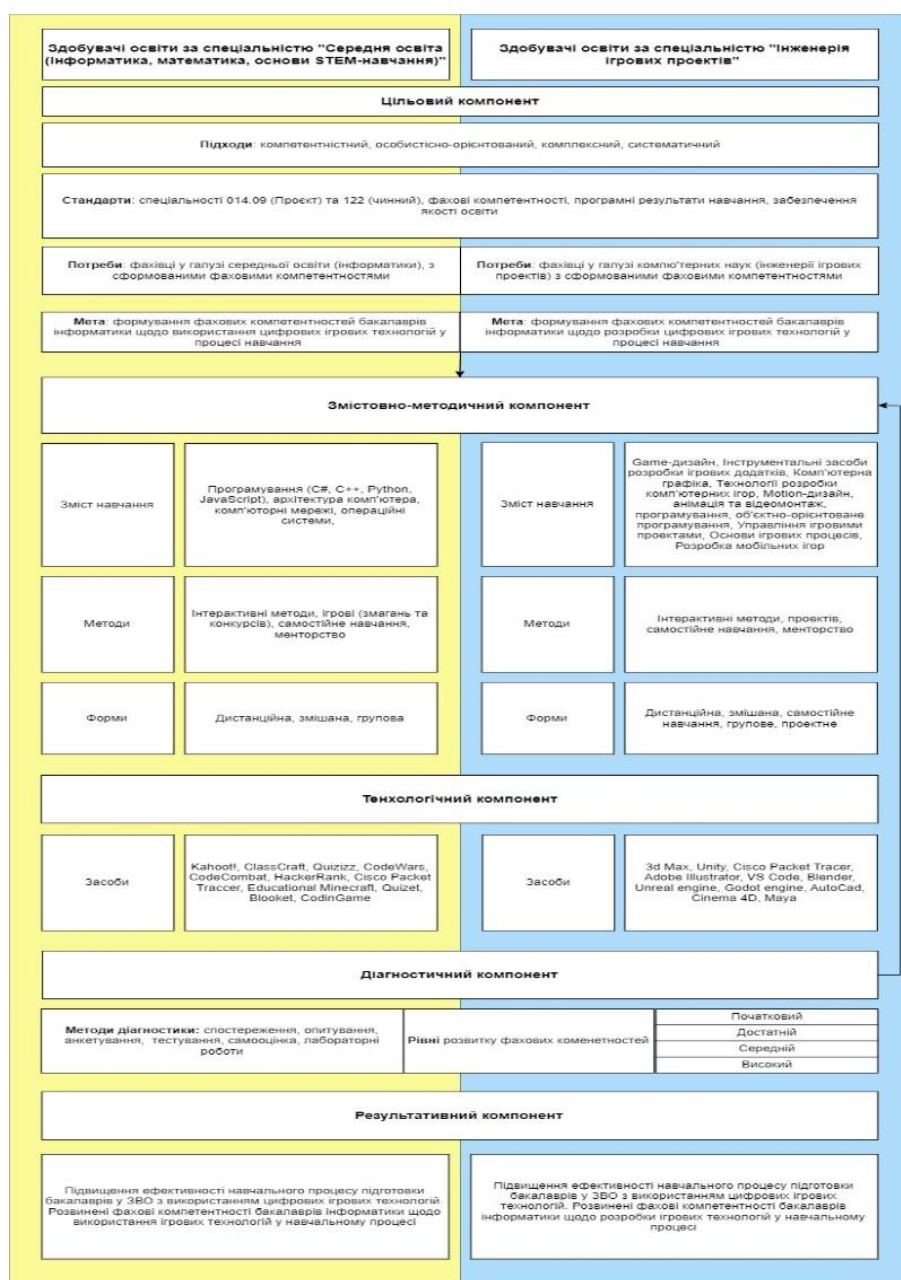 Здобувачі освіти за спеціальністю "Середня освіта
(Інформатика, математика, основи STEM-навчання)"
Здобувачі освіти за спеціальністю "Інженерія
ігрових проектів"
Цільовий компонент
Підходи: компетентністний, особистісно-орієнтований, комплексний, систематичний
Стандарти: спеціальності 014.09 (Проєкт) та 122 (чинний), фахові компетентності, програмні результати навчання, забезпечення
якості освіти
Потреби: фахівці у галузі середньої освіти (інформатики), з
сформованими фаховими компетентностями
Потреби: фахівці у галузі компю'терних наук (інженерії ігрових
проектів) з сформованими фаховими компетентностями
Мета: формування фахових компетентностей бакалаврів
інформатики щодо використання цифрових ігрових технологій у
процесі навчання
Мета: формування фахових компетентностей бакалаврів
інформатики щодо розробки цифрових ігрових технологій у
процесі навчання
Змістовно-методичний компонент
Зміст навчання
Програмування (C#, C++, Python,
JavaScript), архітектура комп'ютера,
комп'юторні мережі, операційні
системи,
Зміст навчання
Game-дизайн, Інструментальні засоби
розробки ігрових додатків, Комп'ютерна
графіка, Технології розробки
комп'ютерних ігор, Motion-дизайн,
анімація та відеомонтаж,
програмування, об'єктно-орієнтоване
програмування, Управління ігровими
проектами, Основи ігрових процесів,
Розробка мобільних ігор
Методи
Інтерактивні методи, ігрові (змагань та
конкурсів), самостійне навчання,
менторство
Методи
Інтерактивні методи, проектів,
самостійне навчання, менторство
Форми
Дистанційна, змішана, групова
Форми
Дистанційна, змішана, самостійне
навчання, групове, проектне
Тенхологічний компонент
Засоби
Kahoot!, ClassCraft, Quizizz, CodeWars,
CodeCombat, HackerRank, Cisco Packet
Traccer, Educational Minecraft, Quizet,
Blooket, CodinGame
Засоби
3d Max, Unity, Cisco Packet Tracer,
Adobe Illustrator, VS Code, Blender,
Unreal engine, Godot engine, AutoCad,
Cinema 4D, Maya
Діагностичний компонент
Методи діагностики: спостереження, опитування,
анкетування, тестування, самооцінка, лабораторні
роботи
Рівні розвитку фахових коменетностей
Початковий
Достатній
Середній
Високий
Результативний компонент
Підвищення ефективності навчального процесу підготовки
бакалаврів у ЗВО з використанням цифрових ігрових технологій.
Розвинені фахові компетентності бакалаврів інформатики щодо
використання ігрових технологій у навчальному процесі
Підвищення ефективності навчального процесу підготовки
бакалаврів у ЗВО з використанням цифрових ігрових
технологій. Розвинені фахові компетентності бакалаврів
інформатики щодо розробки ігрових технологій у навчальному
процесі